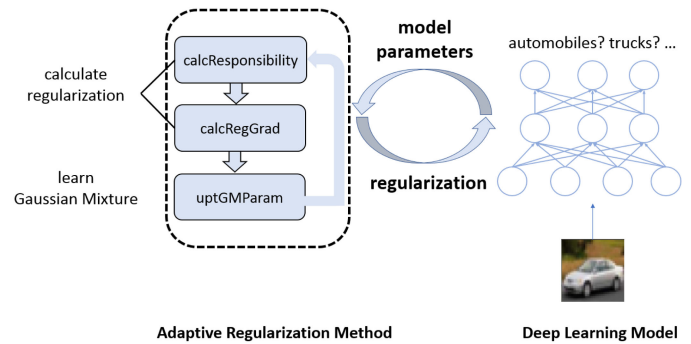 model
parameters
automobiles? trucks? ...
calcResponsibility
calculate
regularization
calcRegGrad
learn
Gaussian Mixture
uptGMParam
regularization
Adaptive Regularization Method
Deep Learning Model